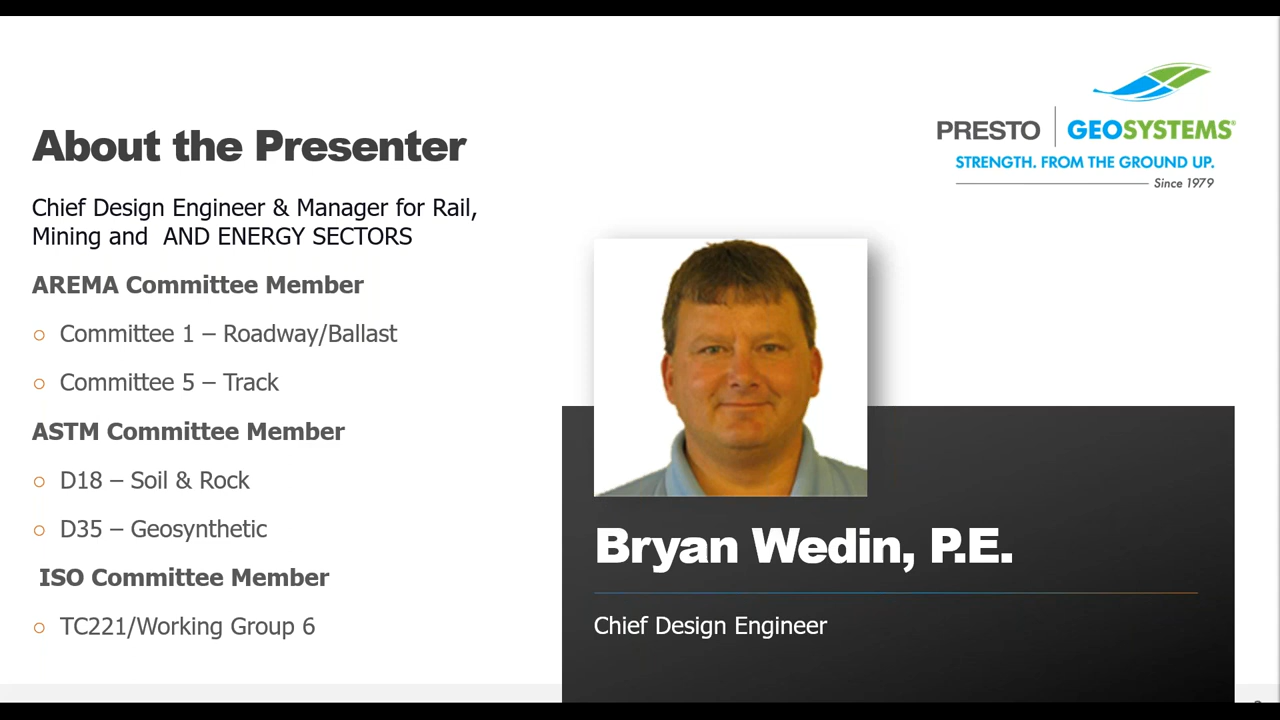 About the Presenter
Chief Design Engineer & Manager for Rail,
Mining and  AND ENERGY SECTORS
AREMA Committee Member
○ Committee 1 – Roadway/Ballast
○ Committee 5 – Track
ASTM Committee Member
○ D18 – Soil & Rock
○ D35 – Geosynthetic
ISO Committee Member
○ TC221/Working Group 6
PRESTO | GEOSYSTEMS®
STRENGTH. FROM THE GROUND UP.
Since 1979
Bryan Wedin, P.E.
Chief Design Engineer